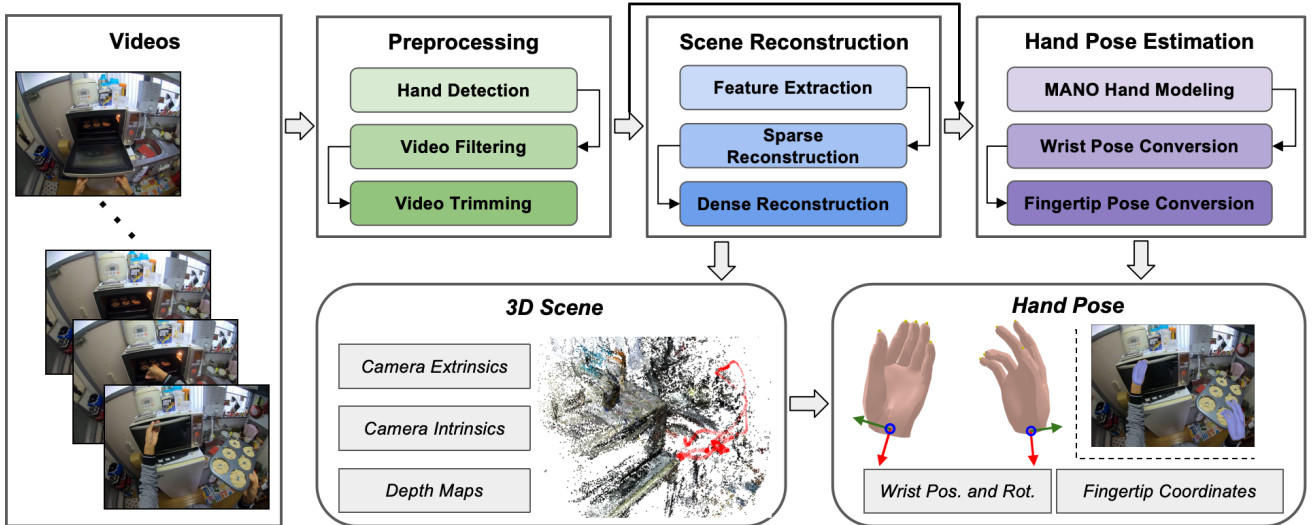 Videos
Preprocessing
Hand Detection
Video Filtering
Video Trimming
Scene Reconstruction
Feature Extraction
Sparse
Reconstruction
Dense Reconstruction
Hand Pose Estimation
MANO Hand Modeling
Wrist Pose Conversion
Fingertip Pose Conversion
3D Scene
Camera Extrinsics
Camera Intrinsics
Depth Maps
Hand Pose
Wrist Pos. and Rot.
Fingertip Coordinates